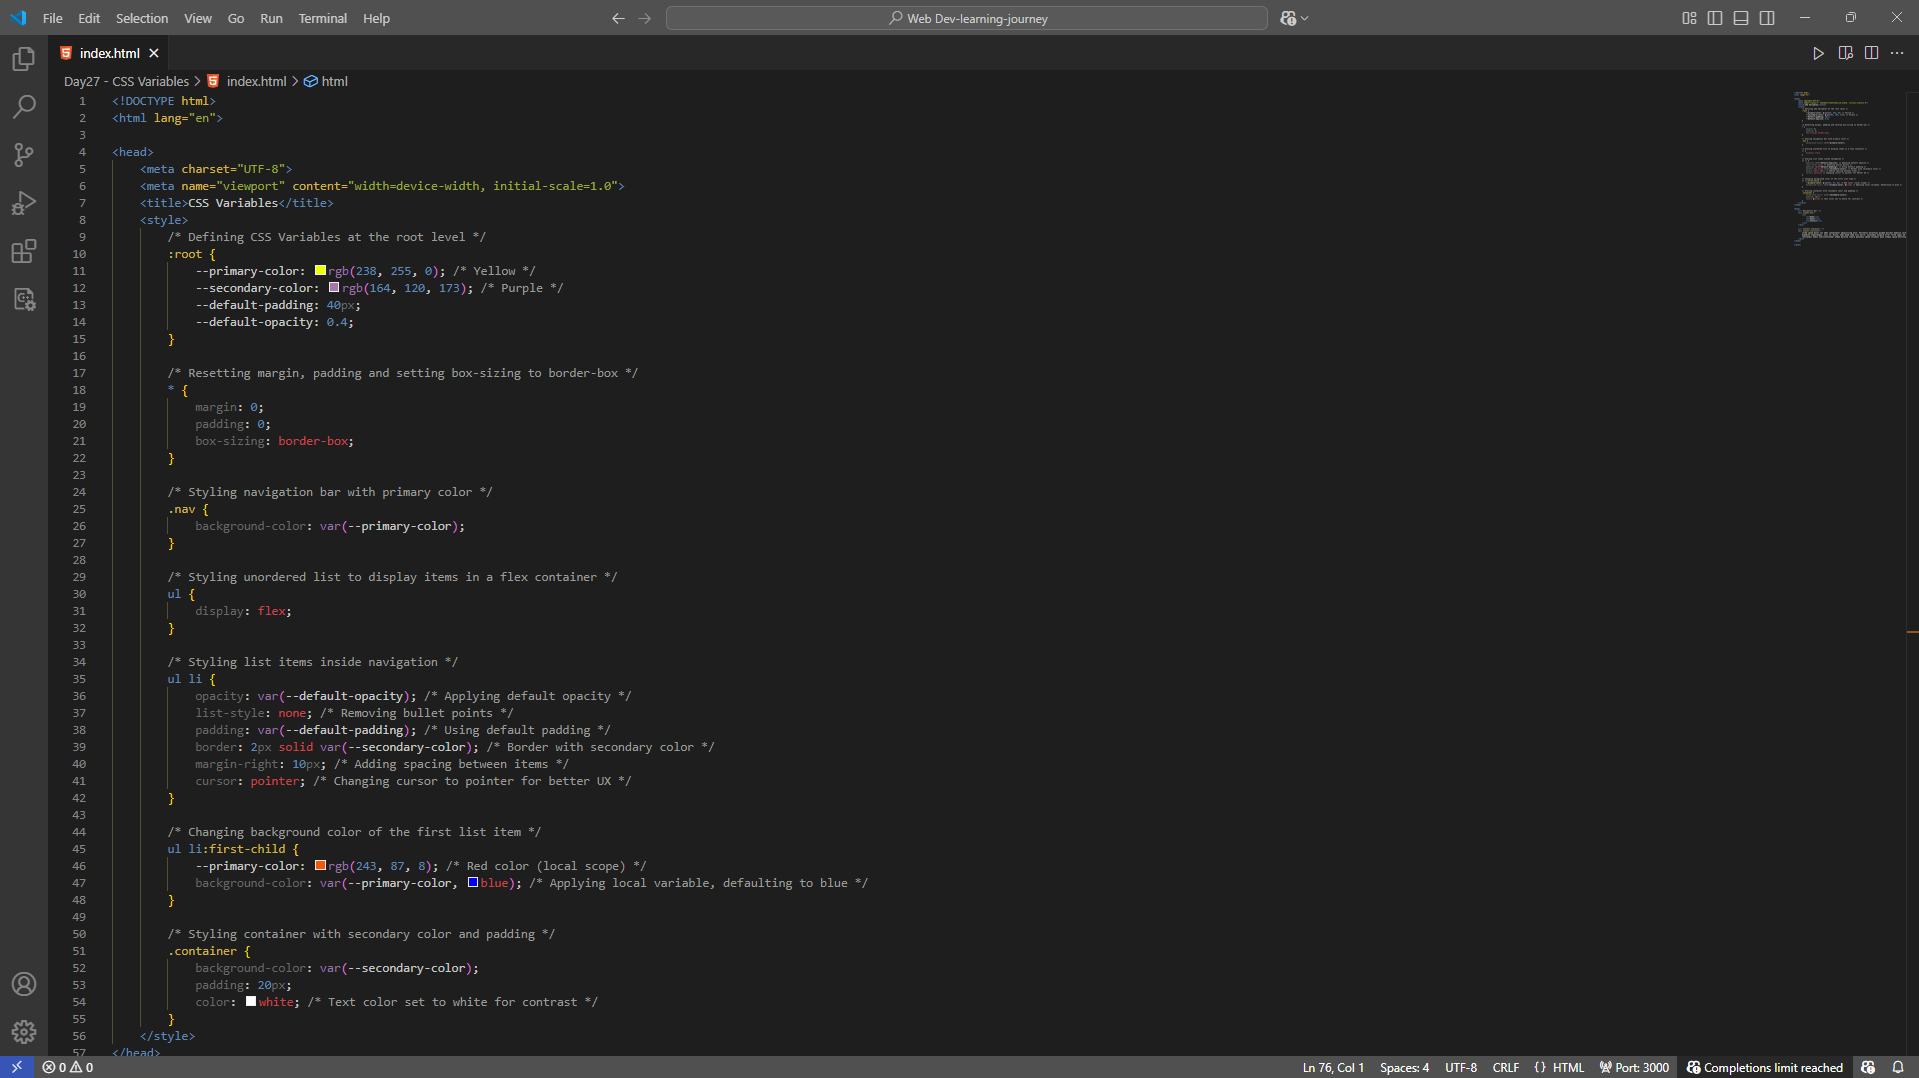 File Edit Selection View Go Run Terminal Help
Web Dev-learning-journey
index.html
Day27 - CSS Variables > index.html > html
1 <!DOCTYPE html>
2 <html lang="en">
3
4 <head>
5 <meta charset="UTF-8">
6 <meta name="viewport" content="width=device-width, initial-scale=1.0">
7 <title>CSS Variables</title>
8 <style>
9 /* Defining CSS Variables at the root level */
10 :root {
11 --primary-color: rgb(238, 255, 0); /* Yellow */
12 --secondary-color: rgb(164, 120, 173); /* Purple */
13 --default-padding: 40px;
14 --default-opacity: 0.4;
15 }
16
17 /* Resetting margin, padding and setting box-sizing to border-box */
18 * {
19 margin: 0;
20 padding: 0;
21 box-sizing: border-box;
22 }
23
24 /* Styling navigation bar with primary color */
25 .nav {
26 background-color: var(--primary-color);
27 }
28
29 /* Styling unordered list to display items in a flex container */
30 ul {
31 display: flex;
32 }
33
34 /* Styling list items inside navigation */
35 ul li {
36 opacity: var(--default-opacity); /* Applying default opacity */
37 list-style: none; /* Removing bullet points */
38 padding: var(--default-padding); /* Using default padding */
39 border: 2px solid var(--secondary-color); /* Border with secondary color */
40 margin-right: 10px; /* Adding spacing between items */
41 cursor: pointer; /* Changing cursor to pointer for better UX */
42 }
43
44 /* Changing background color of the first list item */
45 ul li:first-child {
46 --primary-color: rgb(243, 87, 8); /* Red color (local scope) */
47 background-color: var(--primary-color, blue); /* Applying local variable, defaulting to blue */
48 }
49
50 /* Styling container with secondary color and padding */
51 .container {
52 background-color: var(--secondary-color);
53 padding: 20px;
54 color: white; /* Text color set to white for contrast */
55 }
56 </style>
57 </head>
0 0 Ln 76, Col 1 Spaces: 4 UTF-8 CRLF {} HTML Port: 3000 Completions limit reached